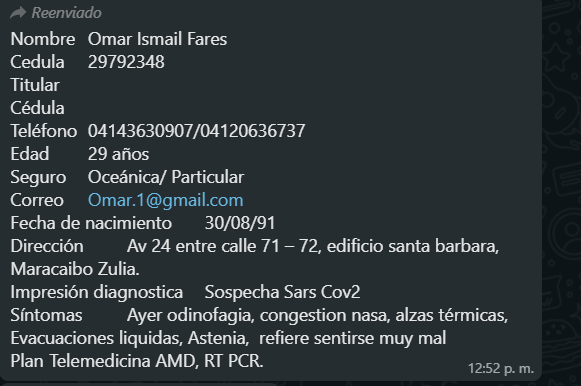 Reenviado
Nombre Omar Ismail Fares
Cedula 29792348
Titular
Cédula
Teléfono 04143630907/04120636737
Edad 29 años
Seguro Oceánica/ Particular
Correo Omar.1@gmail.com
Fecha de nacimiento 30/08/91
Dirección Av 24 entre calle 71 – 72, edificio santa barbara,
Maracaibo Zulia.
Impresión diagnostica Sospecha Sars Cov2
Síntomas Ayer odinofagia, congestion nasa, alzas térmicas,
Evacuaciones liquidas, Astenia, refiere sentirse muy mal
Plan Telemedicina AMD, RT PCR.
12:52 p. m.